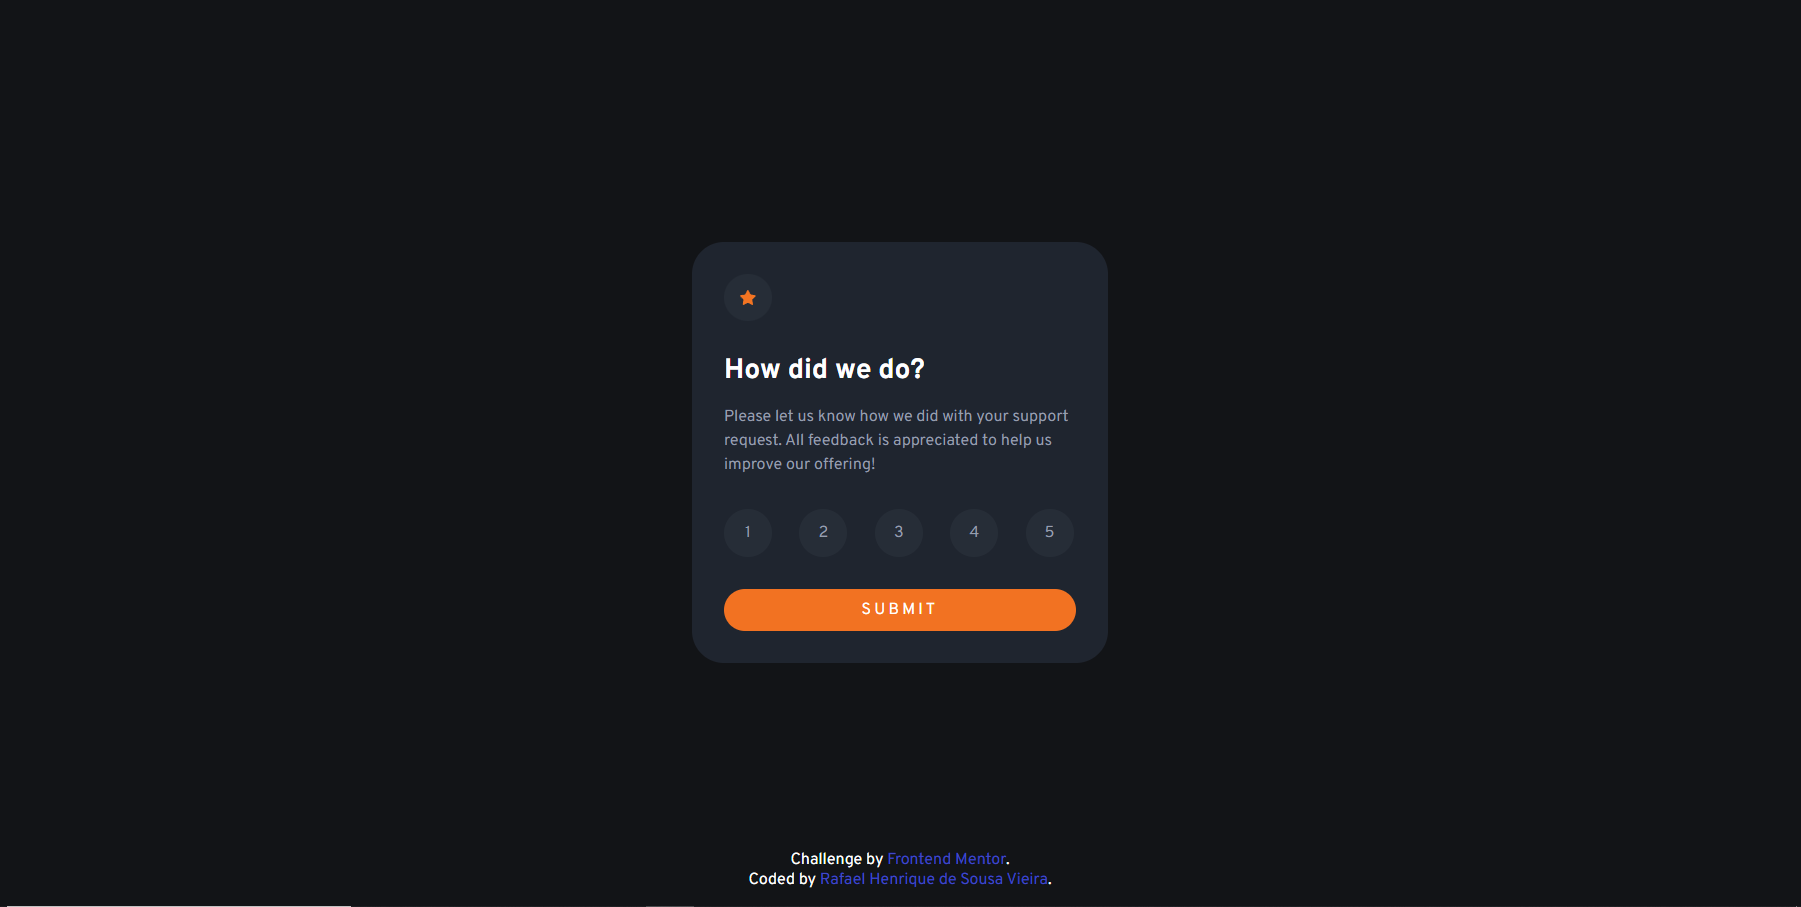 How did we do?
Please let us know how we did with your support
request. All feedback is appreciated to help us
improve our offering!
1 2 3 4 5
SUBMIT
Challenge by Frontend Mentor.
Coded by Rafael Henrique de Sousa Vieira.